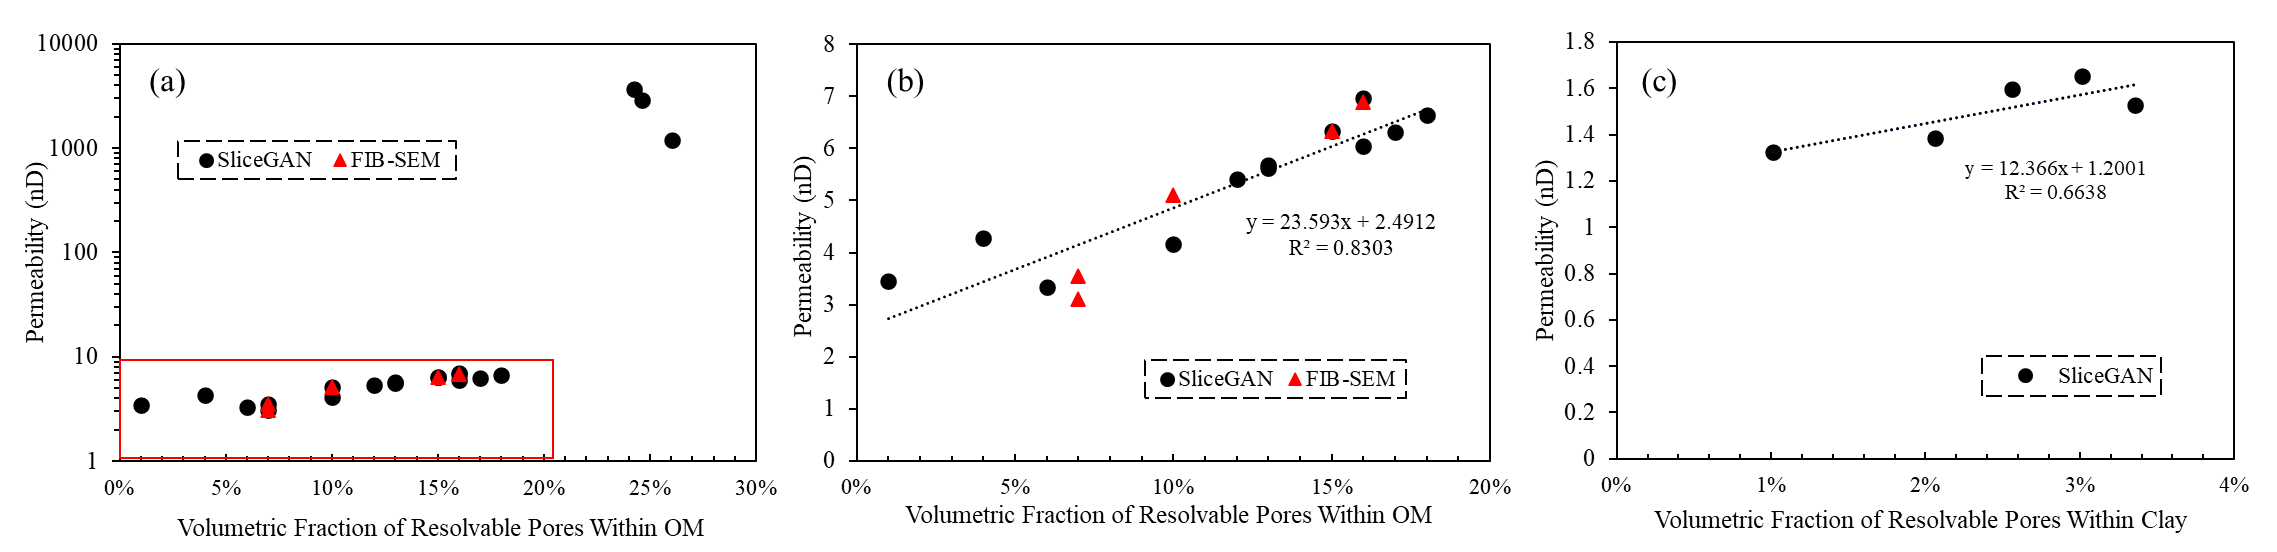 (a)
10000
1000
100
10
1
Permeability (nD)
SliceGAN FIB-SEM
0% 5% 10% 15% 20% 25% 30%
Volumetric Fraction of Resolvable Pores Within OM
(b)
8
7
6
5
4
3
2
1
0
Permeability (nD)
y = 23.593x + 2.4912
R² = 0.8303
SliceGAN FIB-SEM
0% 5% 10% 15% 20%
Volumetric Fraction of Resolvable Pores Within OM
(c)
1.8
1.6
1.4
1.2
1
0.8
0.6
0.4
0.2
0
Permeability (nD)
y = 12.366x + 1.2001
R² = 0.6638
SliceGAN
0% 1% 2% 3% 4%
Volumetric Fraction of Resolvable Pores Within Clay